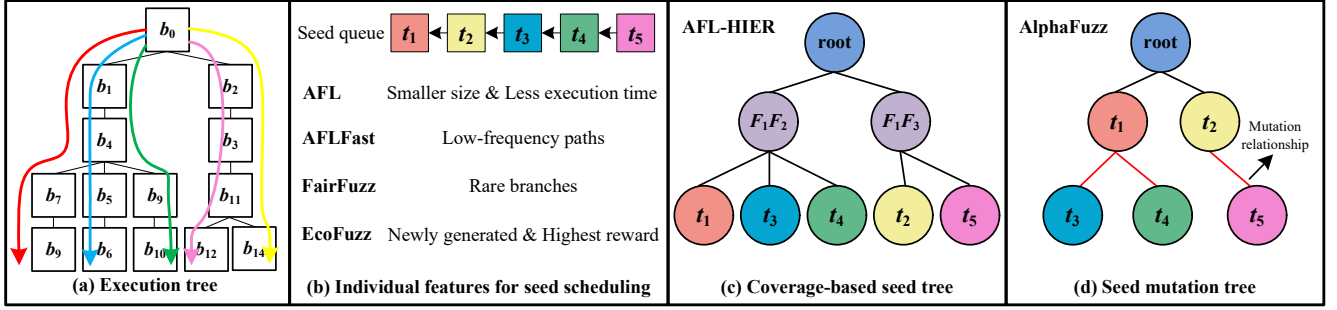 b0
b1
b2
b4
b3
b7
b5
b9
b11
b9
b6
b10
b12
b14
(a) Execution tree
Seed queue t1 t2 t3 t4 t5
AFL Smaller size & Less execution time
AFLFast Low-frequency paths
FairFuzz Rare branches
EcoFuzz Newly generated & Highest reward
(b) Individual features for seed scheduling
AFL-HIER
root
F1F2 F1F3
t1 t3 t4 t2 t5
(c) Coverage-based seed tree
AlphaFuzz
root
t1 t2
Mutation
relationship
t3 t4 t5
(d) Seed mutation tree